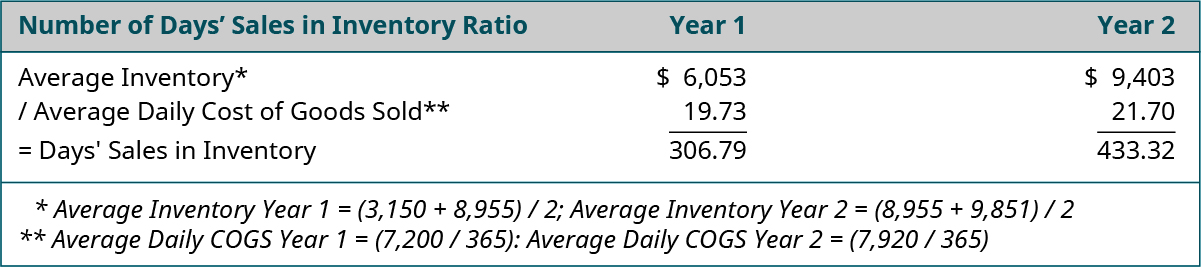 Number of Days’ Sales in Inventory Ratio Year 1 Year 2
Average Inventory* $ 6,053 $ 9,403
/ Average Daily Cost of Goods Sold** 19.73 21.70
= Days' Sales in Inventory 306.79 433.32
* Average Inventory Year 1 = (3,150 + 8,955) / 2; Average Inventory Year 2 = (8,955 + 9,851) / 2
** Average Daily COGS Year 1 = (7,200 / 365): Average Daily COGS Year 2 = (7,920 / 365)